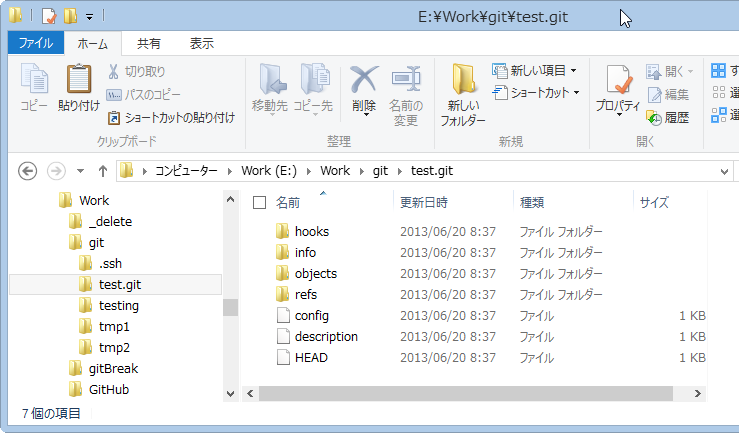 E:¥Work¥git¥test.git
ファイル ホーム 共有 表示
コピー 貼り付け 切り取り パスのコピー ショートカットの貼り付け
クリップボード
移動先 コピー先 削除 名前の変更
整理
新しいフォルダー 新しい項目 ショートカット
新規
プロパティ 開く 編集 履歴
開く
す
選
選
コンピューター Work (E:) Work git test.git
Work
_delete
git
.ssh
test.git
testing
tmp1
tmp2
gitBreak
GitHub
名前 更新日時 種類 サイズ
hooks 2013/06/20 8:37 ファイル フォルダー
info 2013/06/20 8:37 ファイル フォルダー
objects 2013/06/20 8:37 ファイル フォルダー
refs 2013/06/20 8:37 ファイル フォルダー
config 2013/06/20 8:37 ファイル 1 KB
description 2013/06/20 8:37 ファイル 1 KB
HEAD 2013/06/20 8:37 ファイル 1 KB
7 個の項目